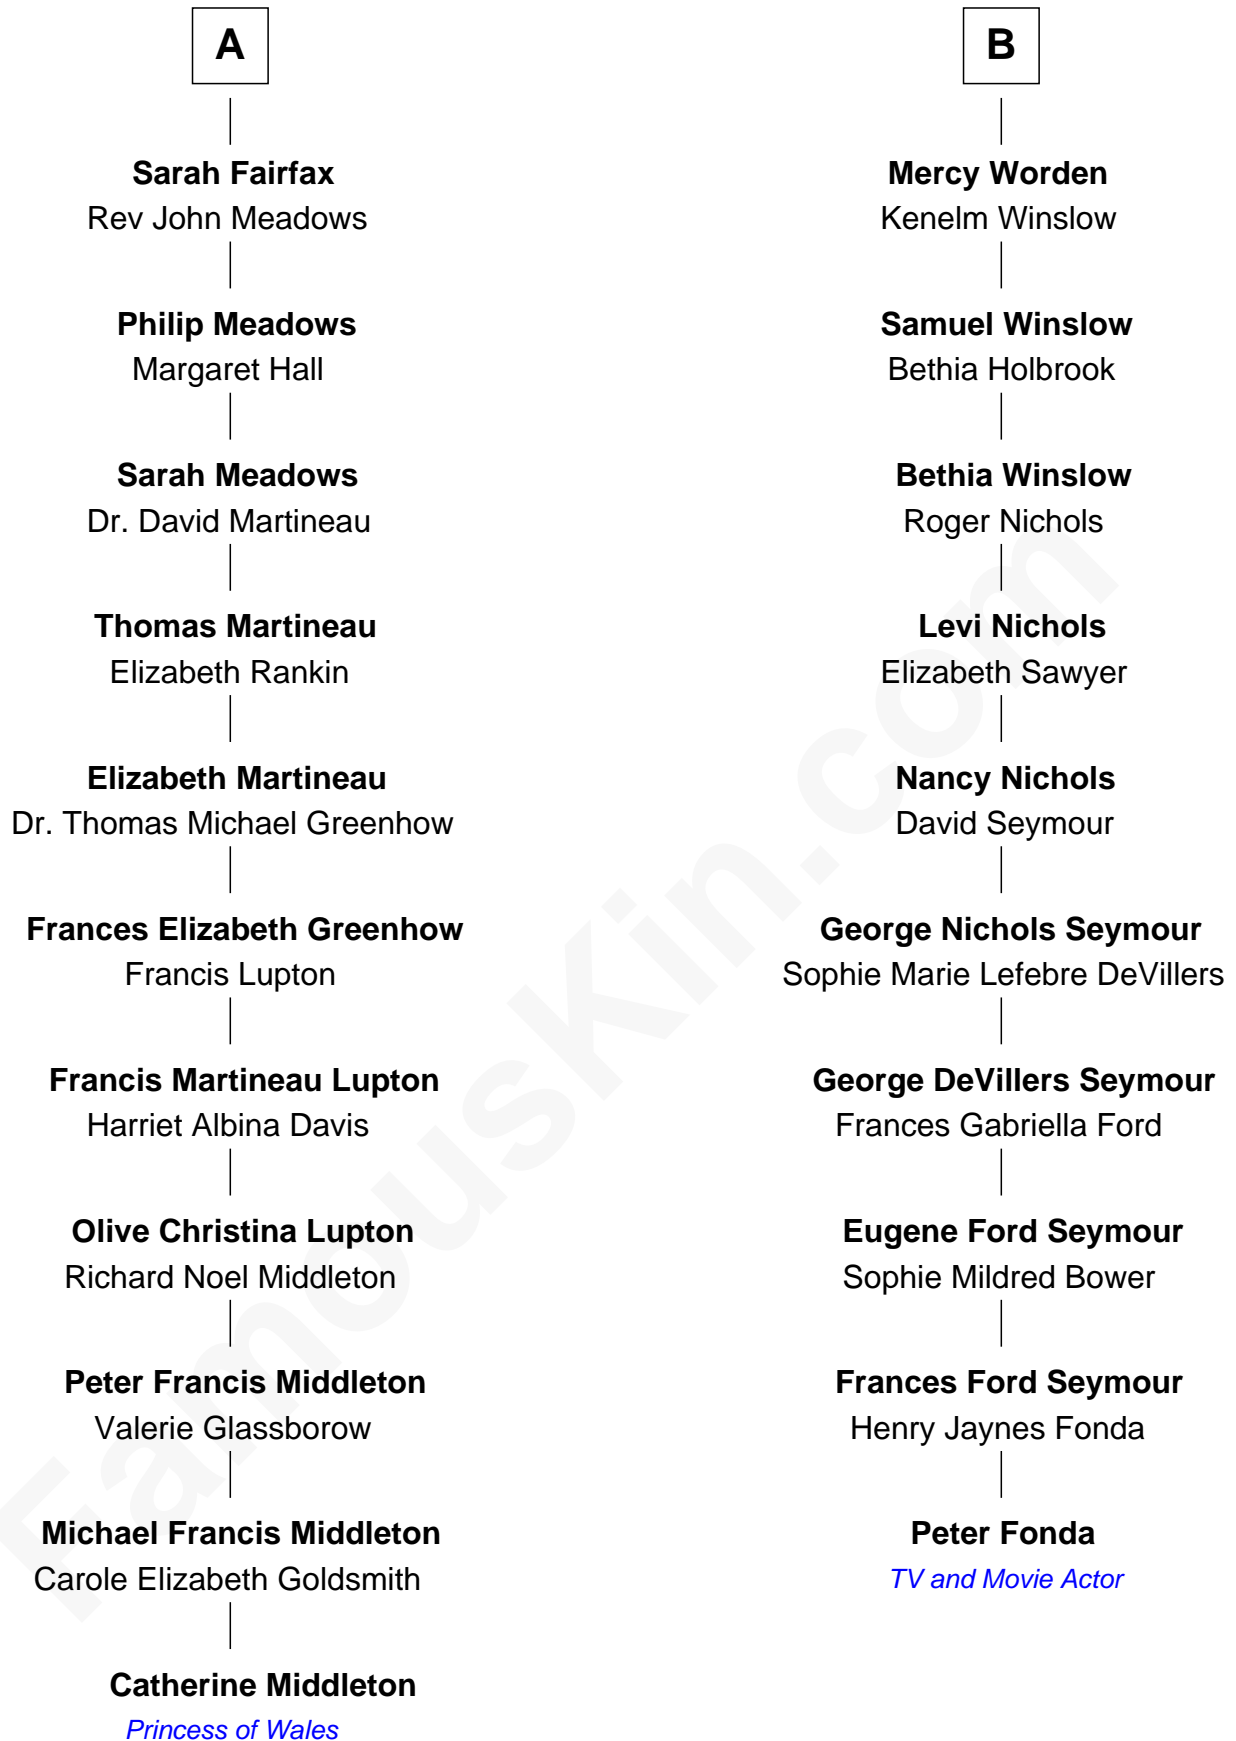 A
Sarah Fairfax
Rev John Meadows
Philip Meadows
Margaret Hall
Sarah Meadows
Dr. David Martineau
Thomas Martineau
Elizabeth Rankin
Elizabeth Martineau
Dr. Thomas Michael Greenhow
Frances Elizabeth Greenhow
Francis Lupton
Francis Martineau Lupton
Harriet Albina Davis
Olive Christina Lupton
Richard Noel Middleton
Peter Francis Middleton
Valerie Glassborow
Michael Francis Middleton
Carole Elizabeth Goldsmith
Catherine Middleton
Princess of Wales
B
Mercy Worden
Kenelm Winslow
Samuel Winslow
Bethia Holbrook
Bethia Winslow
Roger Nichols
Levi Nichols
Elizabeth Sawyer
Nancy Nichols
David Seymour
George Nichols Seymour
Sophie Marie Lefebre DeVillers
George DeVillers Seymour
Frances Gabriella Ford
Eugene Ford Seymour
Sophie Mildred Bower
Frances Ford Seymour
Henry Jaynes Fonda
Peter Fonda
TV and Movie Actor
FamousKin.com